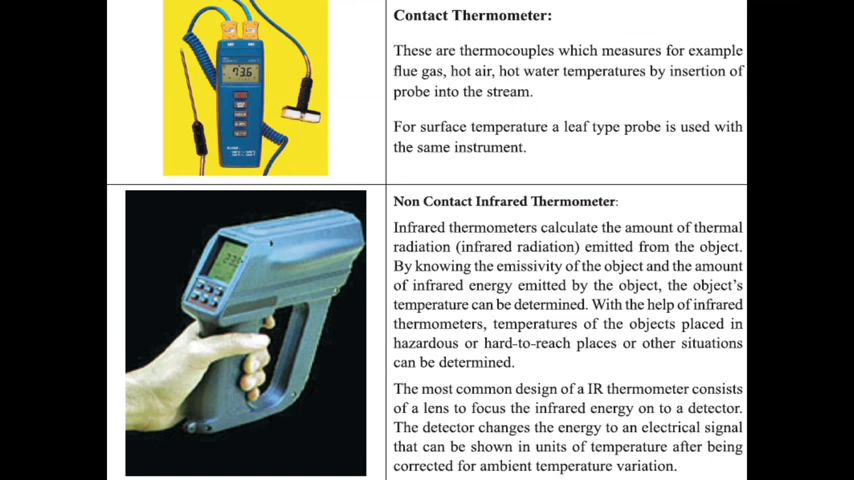 Contact Thermometer:
These are thermocouples which measures for example
flue gas, hot air, hot water temperatures by insertion of
probe into the stream.
For surface temperature a leaf type probe is used with
the same instrument.
73.6
Non Contact Infrared Thermometer:
Infrared thermometers calculate the amount of thermal
radiation (infrared radiation) emitted from the object.
By knowing the emissivity of the object and the amount
of infrared energy emitted by the object, the object's
temperature can be determined. With the help of infrared
thermometers, temperatures of the objects placed in
hazardous or hard-to-reach places or other situations
can be determined.
The most common design of a IR thermometer consists
of a lens to focus the infrared energy on to a detector.
The detector changes the energy to an electrical signal
that can be shown in units of temperature after being
corrected for ambient temperature variation.